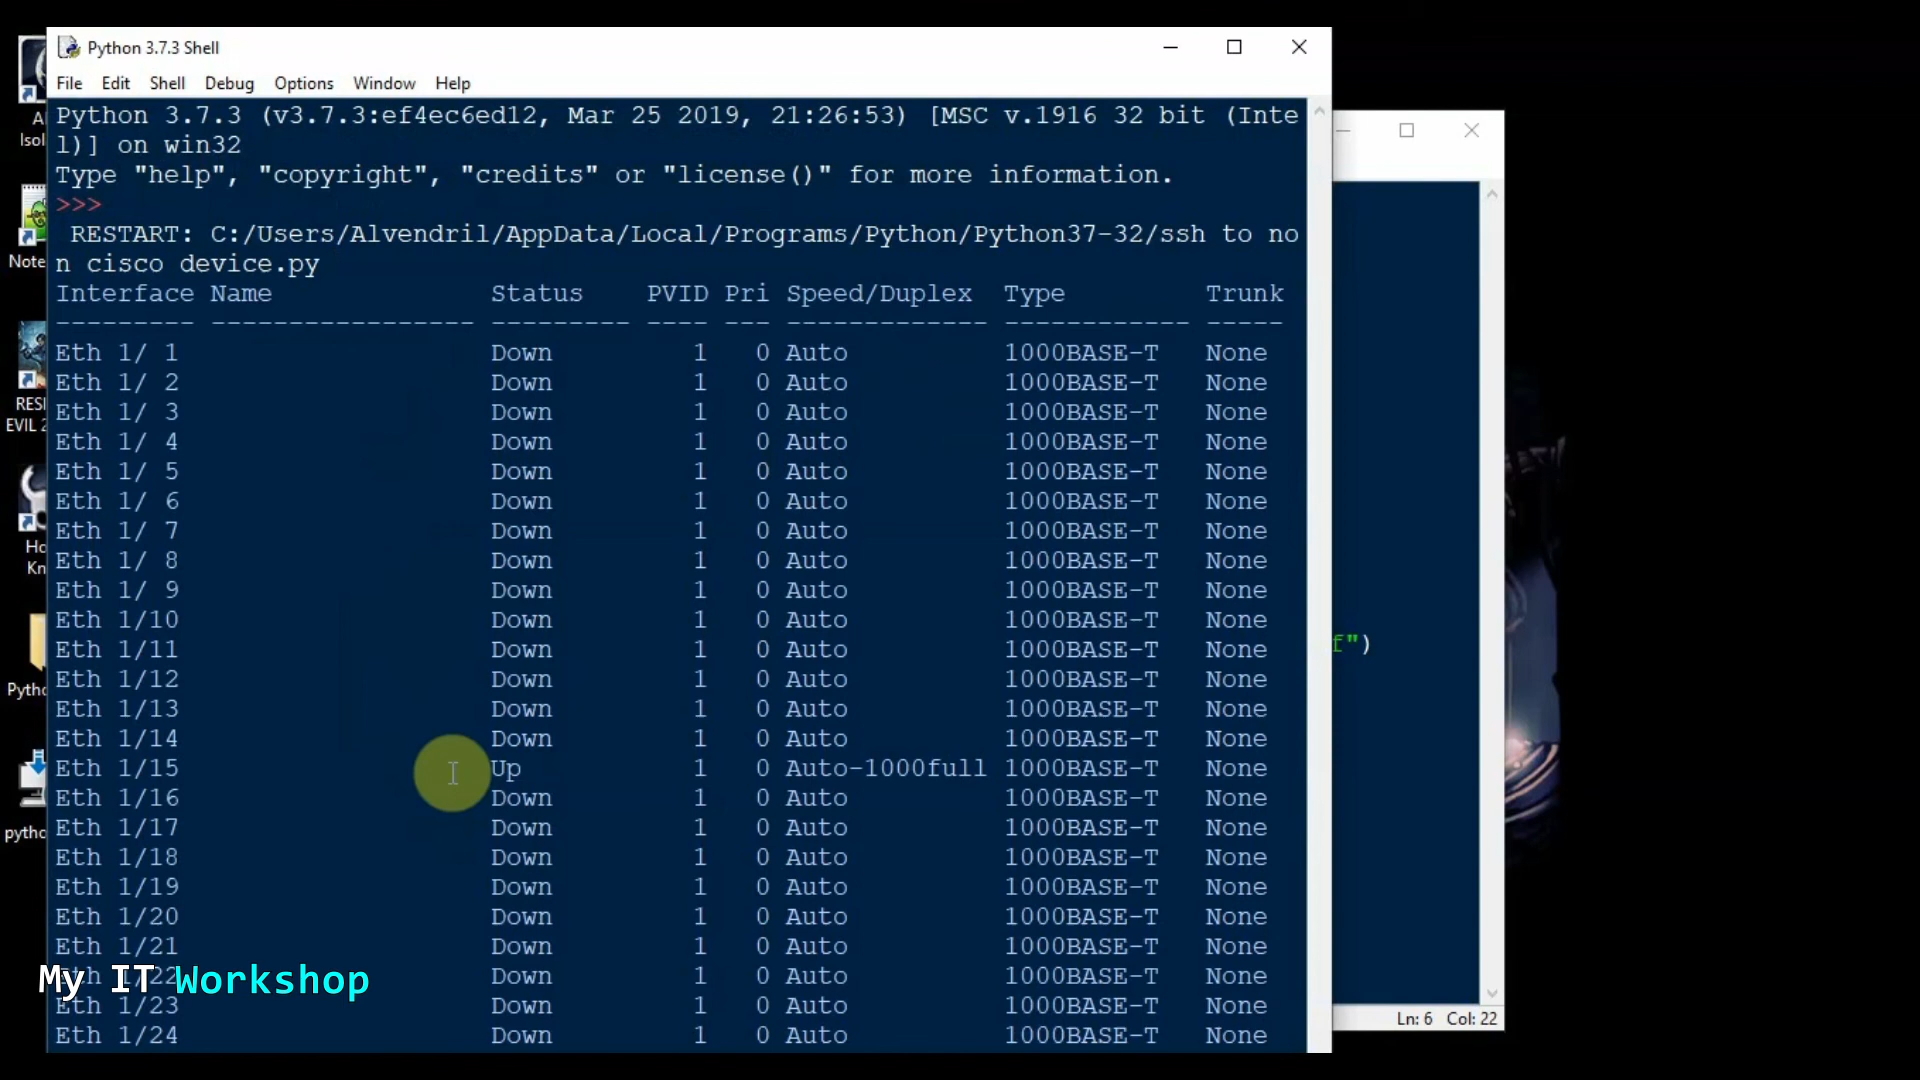 Python 3.7.3 Shell
File Edit Shell Debug Options Window Help
Python 3.7.3 (v3.7.3:ef4ec6ed12, Mar 25 2019, 21:26:53) [MSC v.1916 32 bit (Inte
l)] on win32
Type "help", "copyright", "credits" or "license()" for more information.
>>>
RESTART: C:/Users/Alvendril/AppData/Local/Programs/Python/Python37-32/ssh to no
n cisco device.py
Interface Name Status PVID Pri Speed/Duplex Type Trunk
--------- ----------------- --------- ---- --- ------------- ------------ -----
Eth 1/ 1 Down 1 0 Auto 1000BASE-T None
Eth 1/ 2 Down 1 0 Auto 1000BASE-T None
Eth 1/ 3 Down 1 0 Auto 1000BASE-T None
Eth 1/ 4 Down 1 0 Auto 1000BASE-T None
Eth 1/ 5 Down 1 0 Auto 1000BASE-T None
Eth 1/ 6 Down 1 0 Auto 1000BASE-T None
Eth 1/ 7 Down 1 0 Auto 1000BASE-T None
Eth 1/ 8 Down 1 0 Auto 1000BASE-T None
Eth 1/ 9 Down 1 0 Auto 1000BASE-T None
Eth 1/10 Down 1 0 Auto 1000BASE-T None
Eth 1/11 Down 1 0 Auto 1000BASE-T None
Eth 1/12 Down 1 0 Auto 1000BASE-T None
Eth 1/13 Down 1 0 Auto 1000BASE-T None
Eth 1/14 Down 1 0 Auto 1000BASE-T None
Eth 1/15 Up 1 0 Auto-1000full 1000BASE-T None
Eth 1/16 Down 1 0 Auto 1000BASE-T None
Eth 1/17 Down 1 0 Auto 1000BASE-T None
Eth 1/18 Down 1 0 Auto 1000BASE-T None
Eth 1/19 Down 1 0 Auto 1000BASE-T None
Eth 1/20 Down 1 0 Auto 1000BASE-T None
Eth 1/21 Down 1 0 Auto 1000BASE-T None
Eth 1/22 Down 1 0 Auto 1000BASE-T None
Eth 1/23 Down 1 0 Auto 1000BASE-T None
Eth 1/24 Down 1 0 Auto 1000BASE-T None
My IT Workshop
f")
Ln: 6 Col: 22
A
Isol
Note
RESI
EVIL 2
Ho
Kn
Pytho
pytho